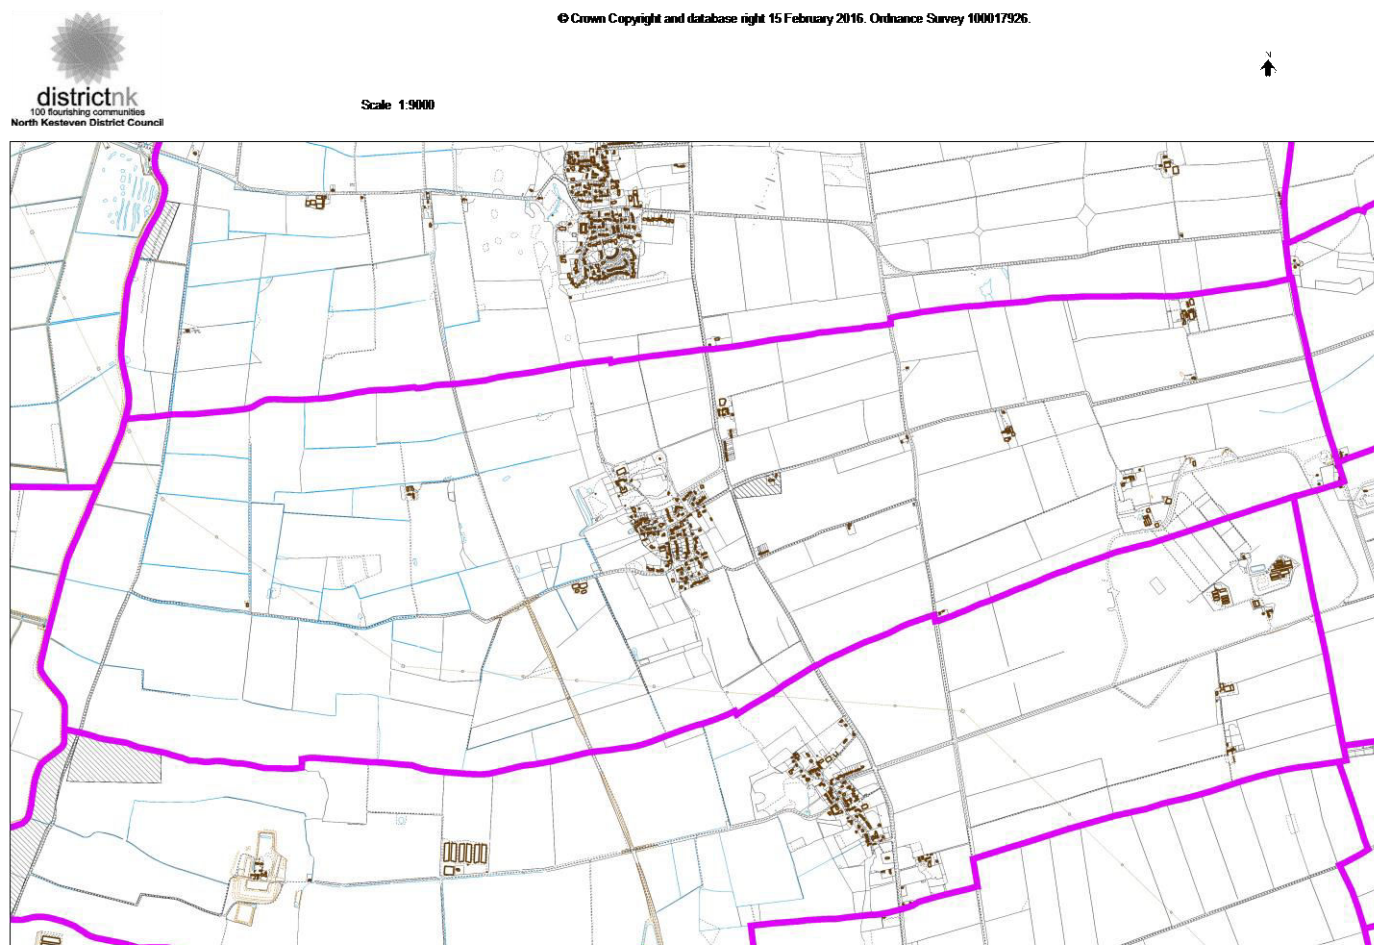 © Crown Copyright and database right 15 February 2016. Ordnance Survey 100017926.
N
districtnk
100 flourishing communities
North Kesteven District Council
Scale 1:9000